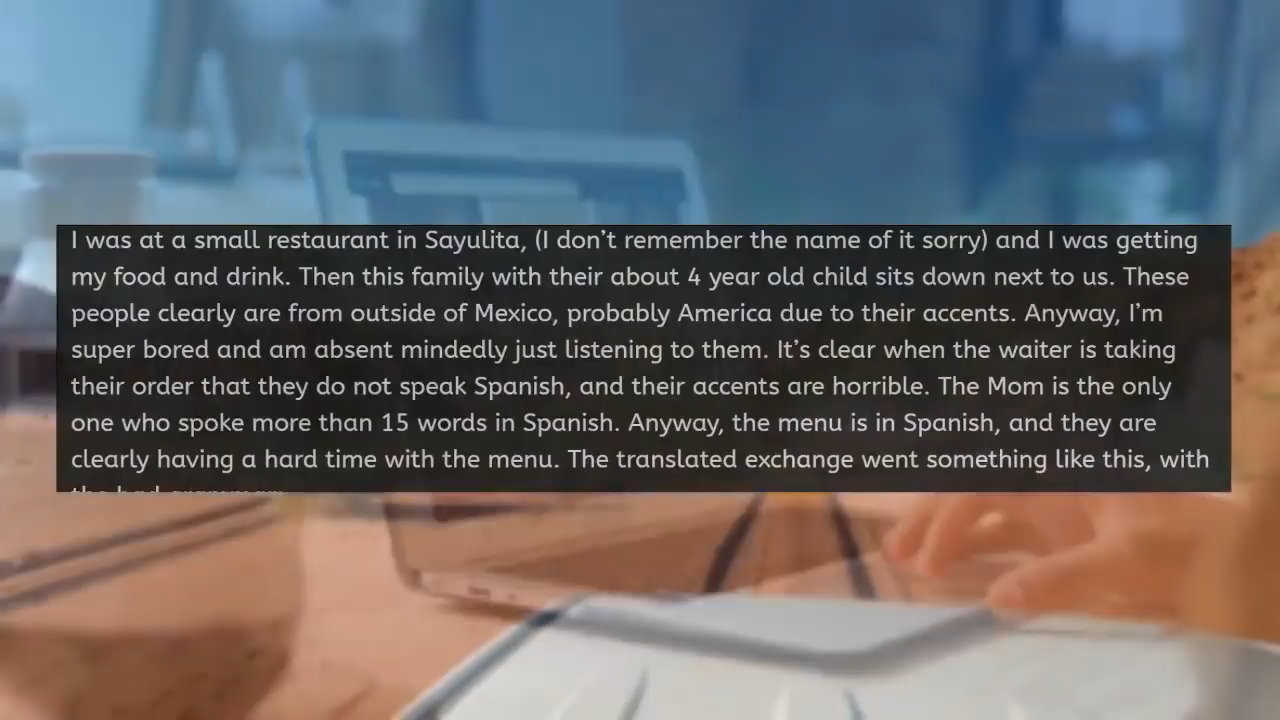 I was at a small restaurant in Sayulita, (I don’t remember the name of it sorry) and I was getting
my food and drink. Then this family with their about 4 year old child sits down next to us. These
people clearly are from outside of Mexico, probably America due to their accents. Anyway, I’m
super bored and am absent mindedly just listening to them. It’s clear when the waiter is taking
their order that they do not speak Spanish, and their accents are horrible. The Mom is the only
one who spoke more than 15 words in Spanish. Anyway, the menu is in Spanish, and they are
clearly having a hard time with the menu. The translated exchange went something like this, with